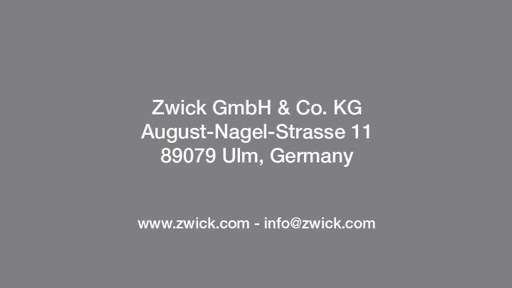 Zwick GmbH & Co. KG
August-Nagel-Strasse 11
89079 Ulm, Germany
www.zwick.com - info@zwick.com